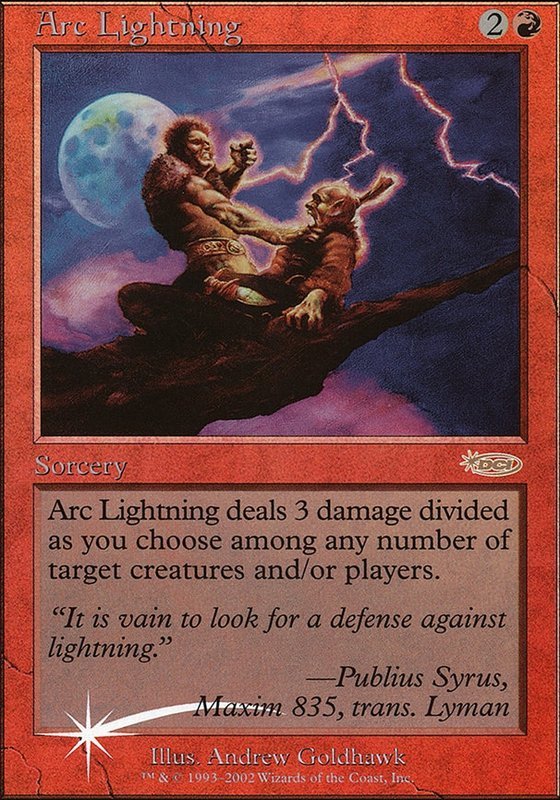 Arc Lightning 2
Sorcery DCI
Arc Lightning deals 3 damage divided
as you choose among any number of
target creatures and/or players.
“It is vain to look for a defense against
lightning.”
—Publius Syrus,
Maxim 835, trans. Lyman
Illus. Andrew Goldhawk
™ & © 1993–2002 Wizards of the Coast, Inc.